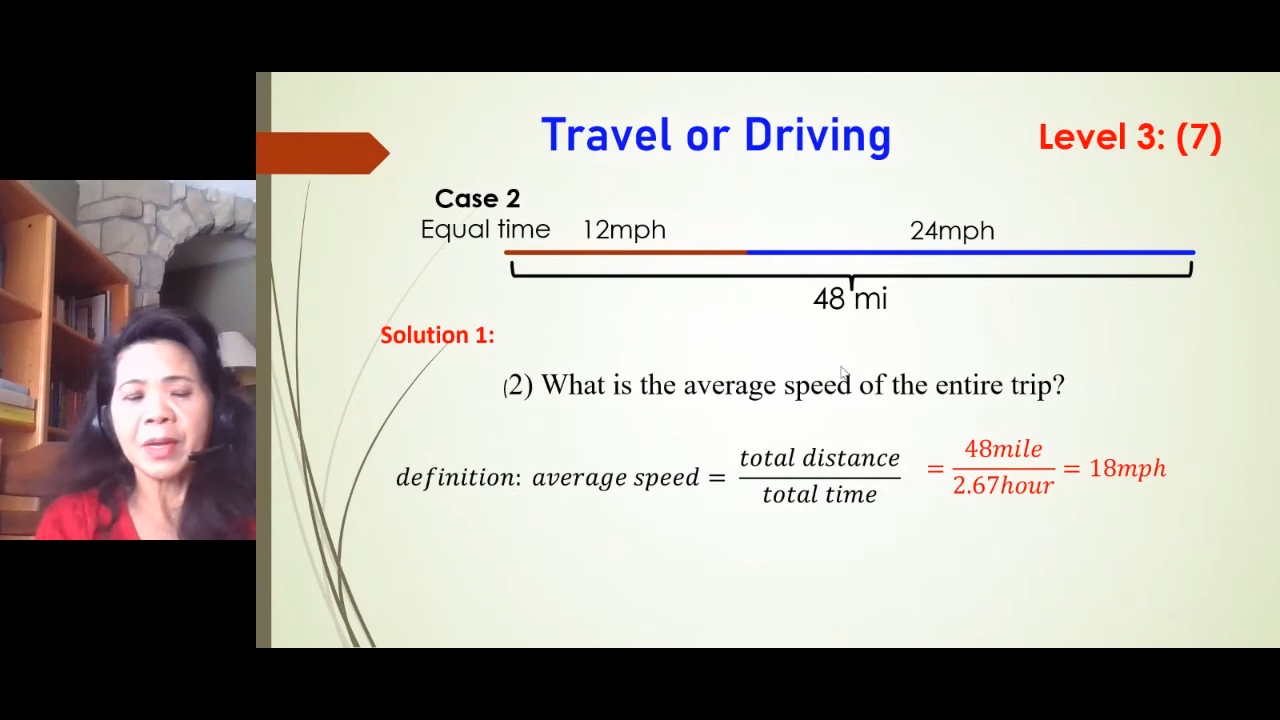 Travel or Driving
Level 3: (7)
Case 2
Equal time 12mph 24mph
48 mi
Solution 1:
(2) What is the average speed of the entire trip?
definition: average speed = total distance / total time = 48mile / 2.67hour = 18mph